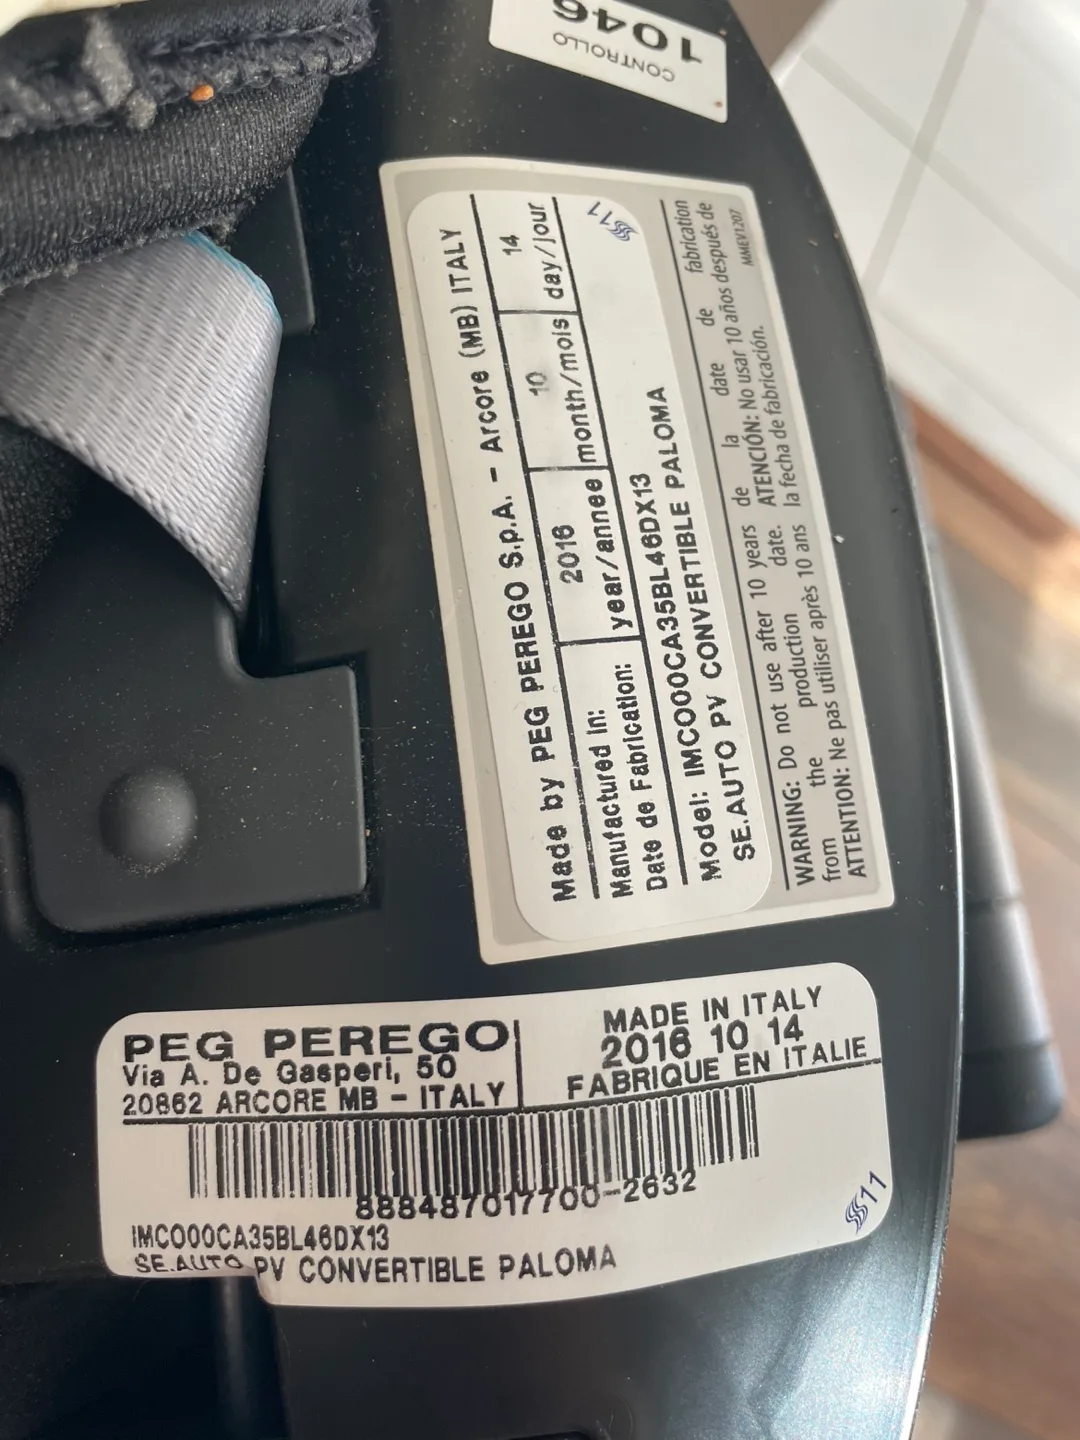 CONTROLLO
1046
Made by PEG PEREGO S.p.A. - Arcore (MB) ITALY
Manufactured in:
Date de Fabrication:
2016
year/annee
10
month/mois
14
day/jour
Model: IMCO00CA35BL46DX13
SE.AUTO PV CONVERTIBLE PALOMA
11
WARNING: Do not use after 10 years
from the production date.
ATTENTION: Ne pas utiliser après 10 ans
de la date de fabrication
ATENCIÓN: No usar 10 años después de
la fecha de fabricación.
MMEV1207
PEG PEREGO
Via A. De Gasperi, 50
20862 ARCORE MB - ITALY
MADE IN ITALY
2016 10 14
FABRIQUE EN ITALIE
888487017700-2632
IMCO00CA35BL46DX13
SE.AUTO PV CONVERTIBLE PALOMA
11